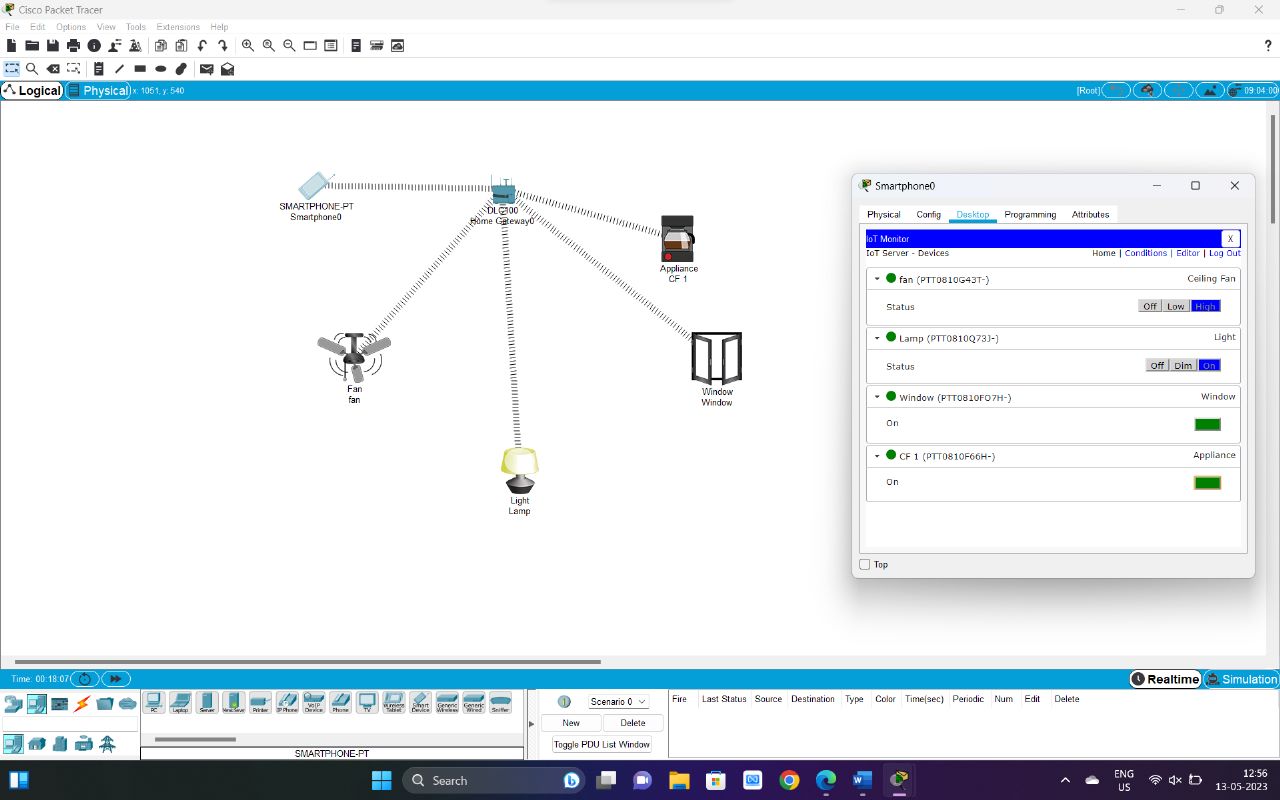 Cisco Packet Tracer
File Edit Options View Tools Extensions Help
?
Logical Physical x: 1051, y: 540 [Root] 09:04:00
SMARTPHONE-PT
Smartphone0
Home Gateway0
Appliance
CF 1
Fan
fan
Window
Window
Light
Lamp
Smartphone0
Physical Config Desktop Programming Attributes
IoT Monitor X
IoT Server - Devices Home | Conditions | Editor | Log Out
fan (PTT0810G43T-) Ceiling Fan
Status Off Low High
Lamp (PTT0810Q73J-) Light
Status Off Dim On
Window (PTT0810FO7H-) Window
On
CF 1 (PTT0810F66H-) Appliance
On
Top
Time: 00:18:07 Realtime Simulation
PC Laptop Server Printer IP Phone VoIP Device Phone TV Wireless Tablet Smart Device Generic Wireless Generic Wired Sniffer
SMARTPHONE-PT
Scenario 0
New Delete
Toggle PDU List Window
Fire Last Status Source Destination Type Color Time(sec) Periodic Num Edit Delete
Search
ENG
US
12:56
13-05-2023